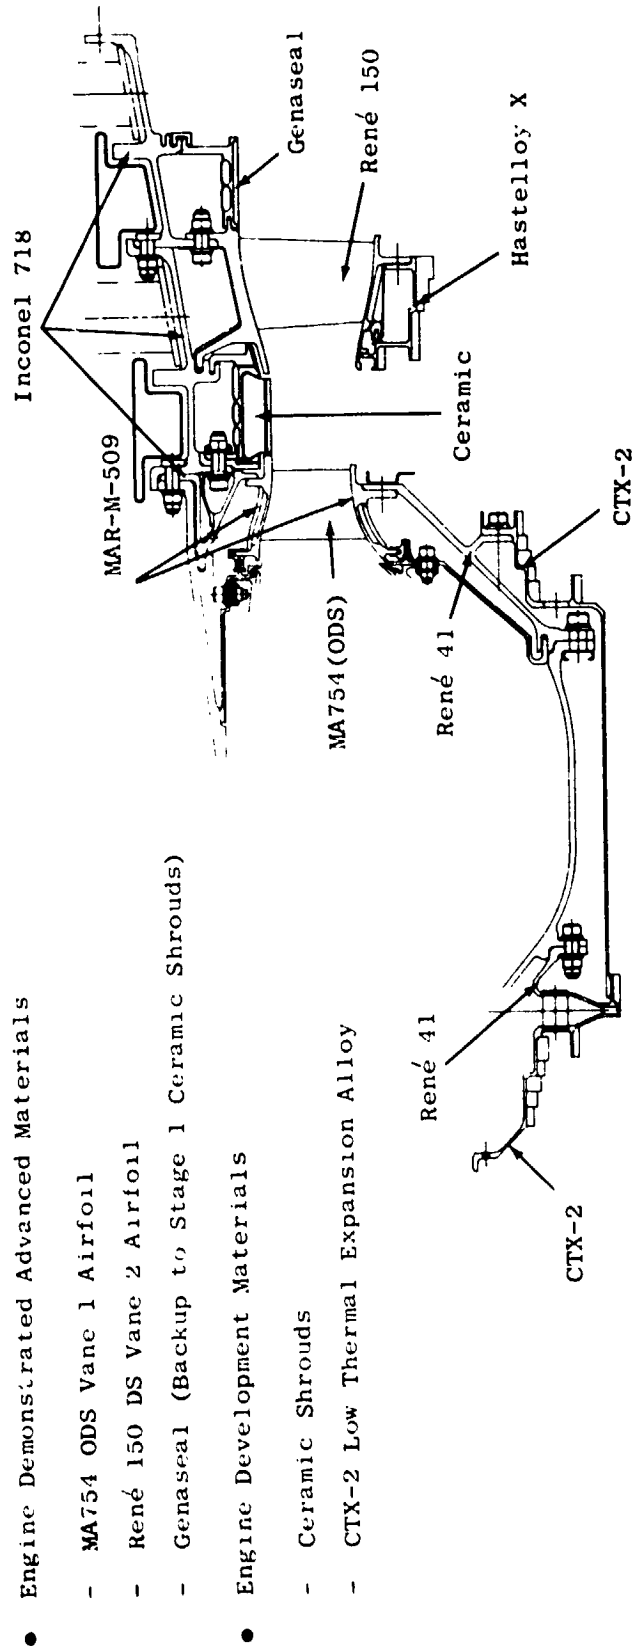 ● Engine Demonstrated Advanced Materials
- MA754 ODS Vane 1 Airfoil
- René 150 DS Vane 2 Airfoil
- Genaseal (Backup to Stage 1 Ceramic Shrouds)
● Engine Development Materials
- Ceramic Shrouds
- CTX-2 Low Thermal Expansion Alloy
Inconel 718
MAR-M-509
Genaseal
René 150
Hastelloy X
Ceramic
MA754(ODS)
René 41
CTX-2
René 41
CTX-2